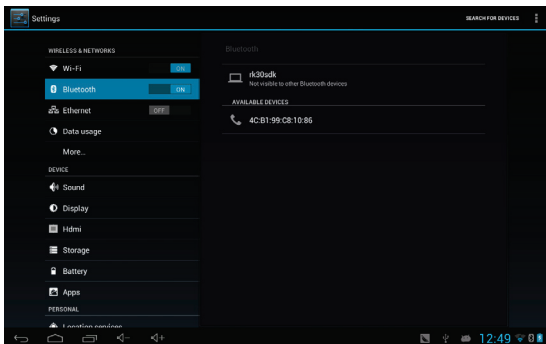 Settings
SEARCH FOR DEVICES
WIRELESS & NETWORKS
Wi-Fi
ON
Bluetooth
ON
Ethernet
OFF
Data usage
More...
DEVICE
Sound
Display
Hdmi
Storage
Battery
Apps
PERSONAL
Location services
Bluetooth
rk30sdk
Not visible to other Bluetooth devices
AVAILABLE DEVICES
4C:B1:99:C8:10:86
12:49